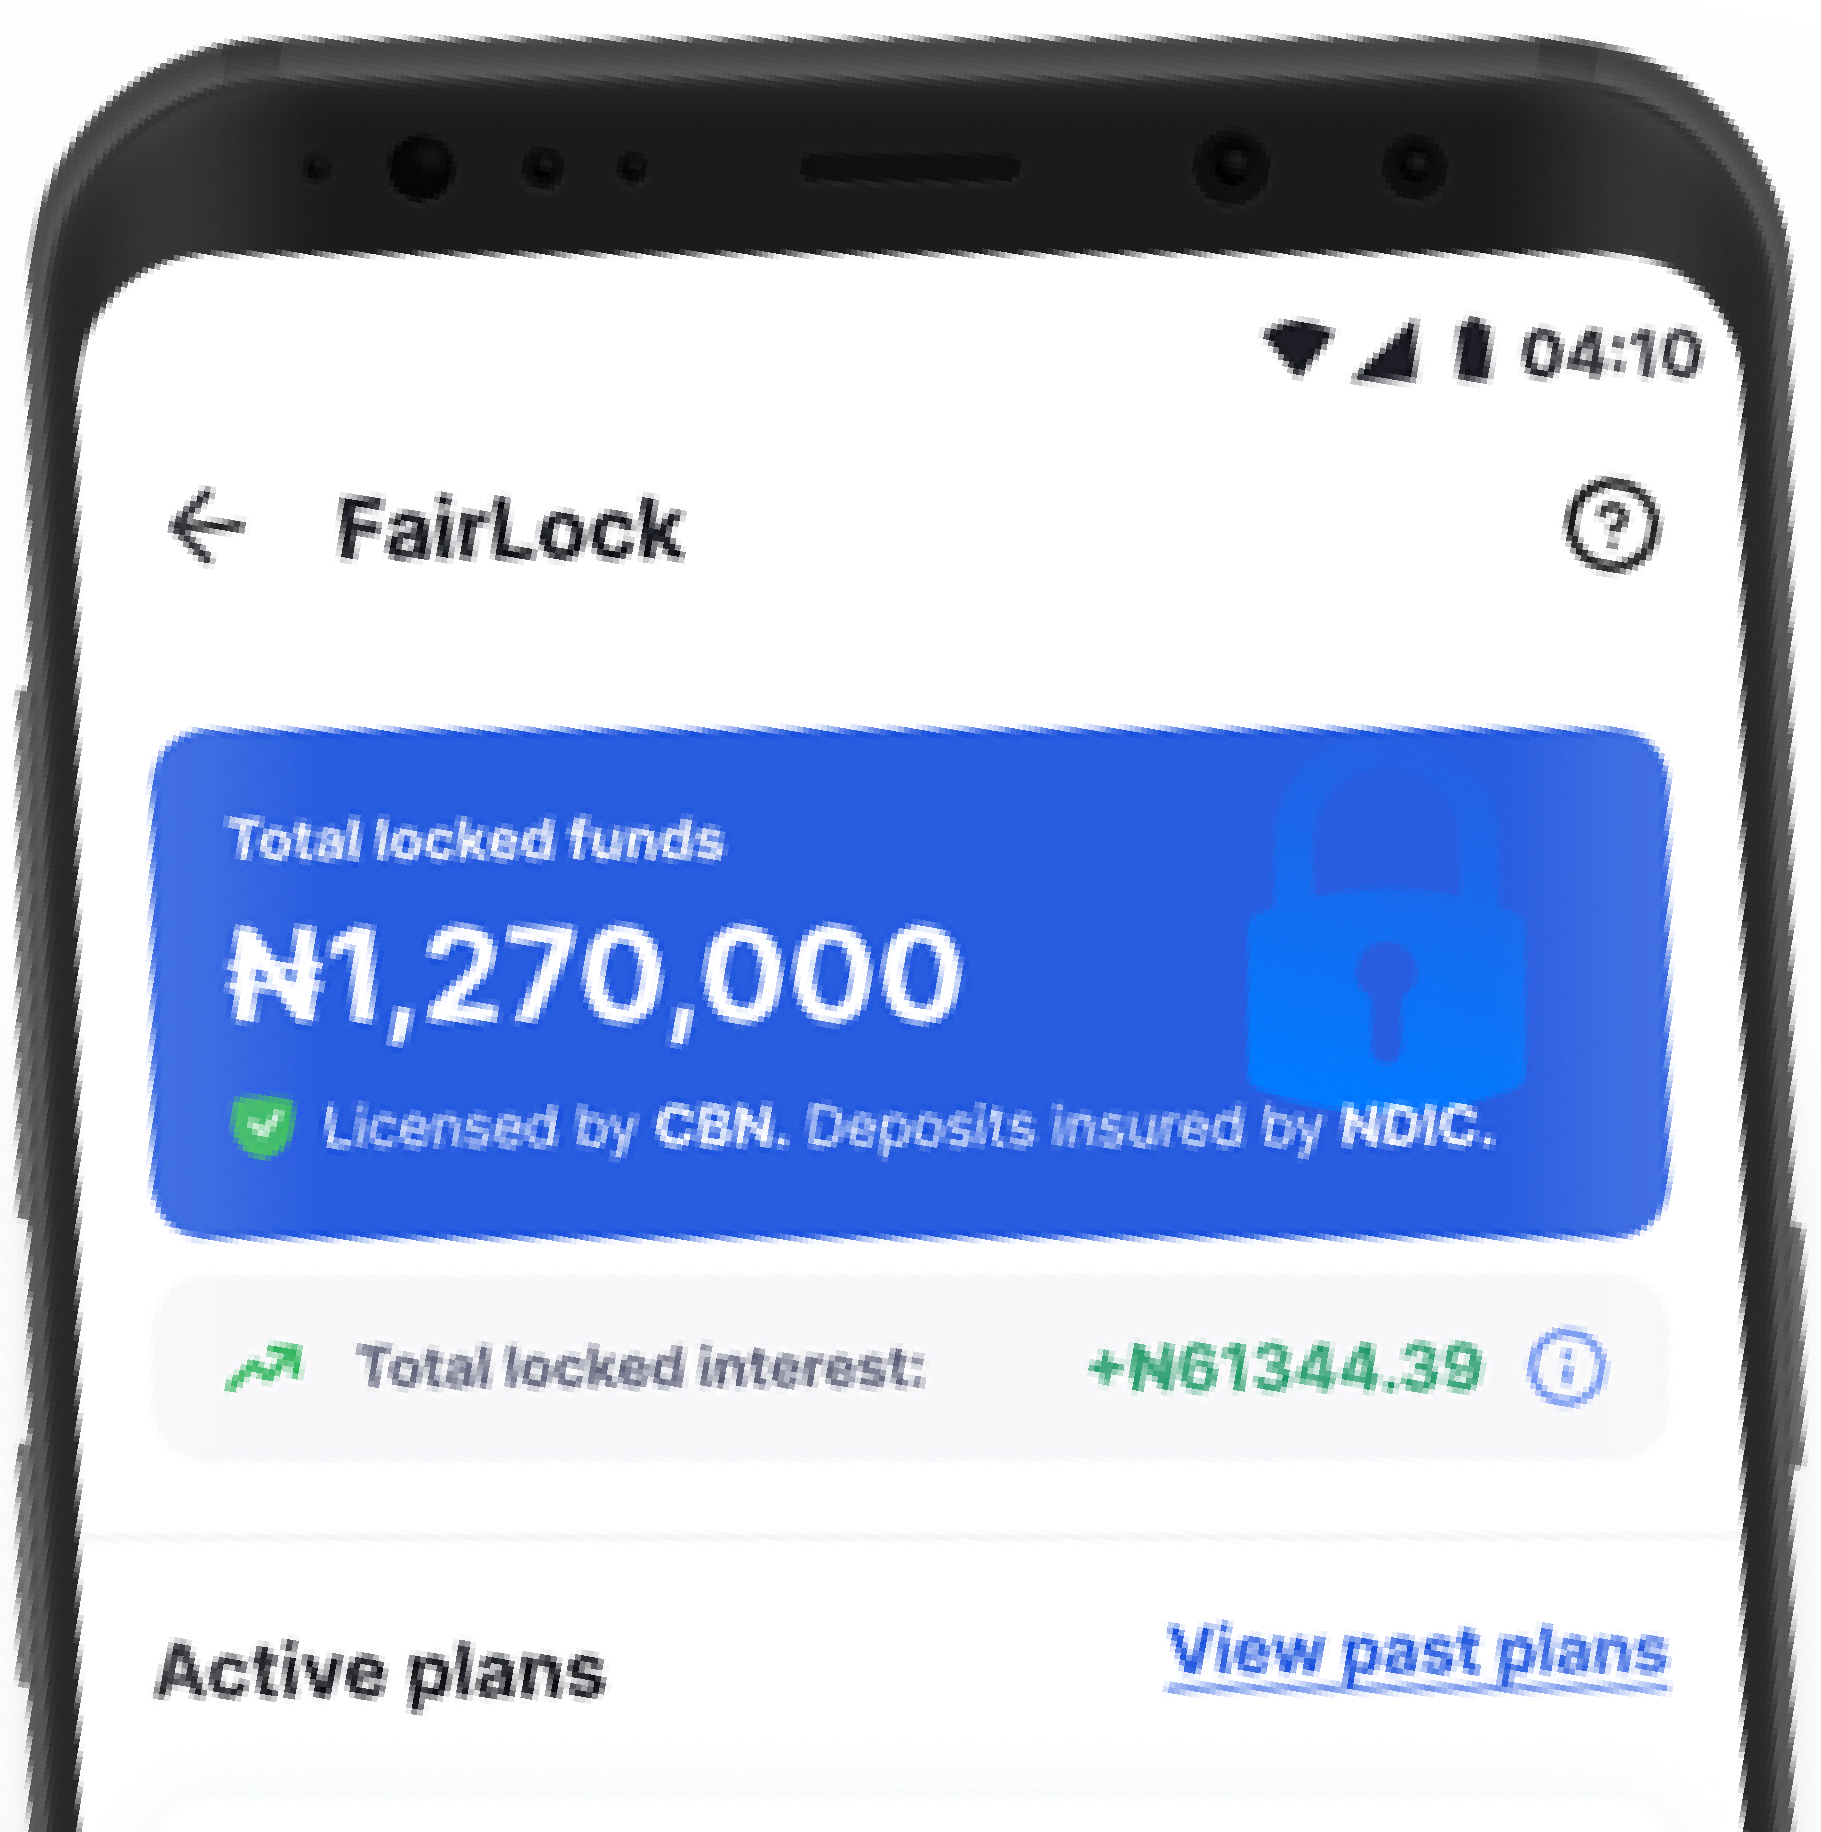 04:10
FairLock
Total locked funds
₦1,270,000
Licensed by CBN. Deposits insured by NDIC.
Total locked interest: +₦61344.39
Active plans
View past plans